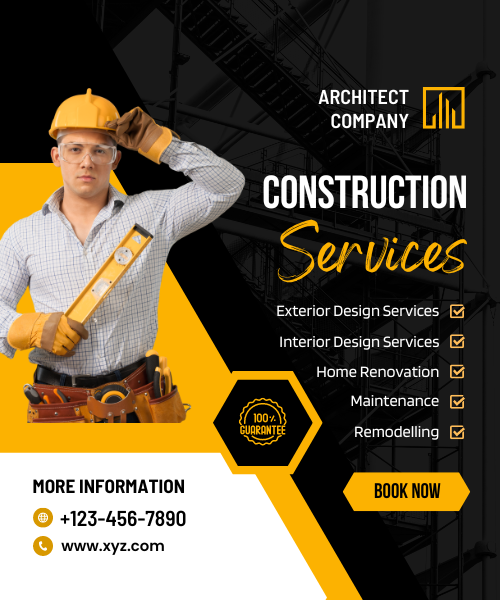 ARCHITECT
COMPANY
CONSTRUCTION
Services
Exterior Design Services
Interior Design Services
Home Renovation
Maintenance
Remodelling
100%
GUARANTEE
BOOK NOW
MORE INFORMATION
+123-456-7890
www.xyz.com